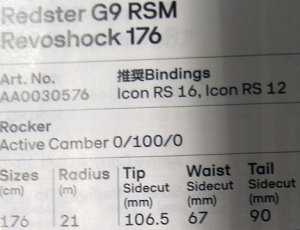 Redster G9 RSM
Revoshock 176
Art. No. 推奨Bindings
AA0030576 Icon RS 16, Icon RS 12
Rocker
Active Camber 0/100/0
Sizes Radius Tip Waist Tail
(cm) (m) Sidecut Sidecut Sidecut
(mm) (mm) (mm)
176 21 106.5 67 90